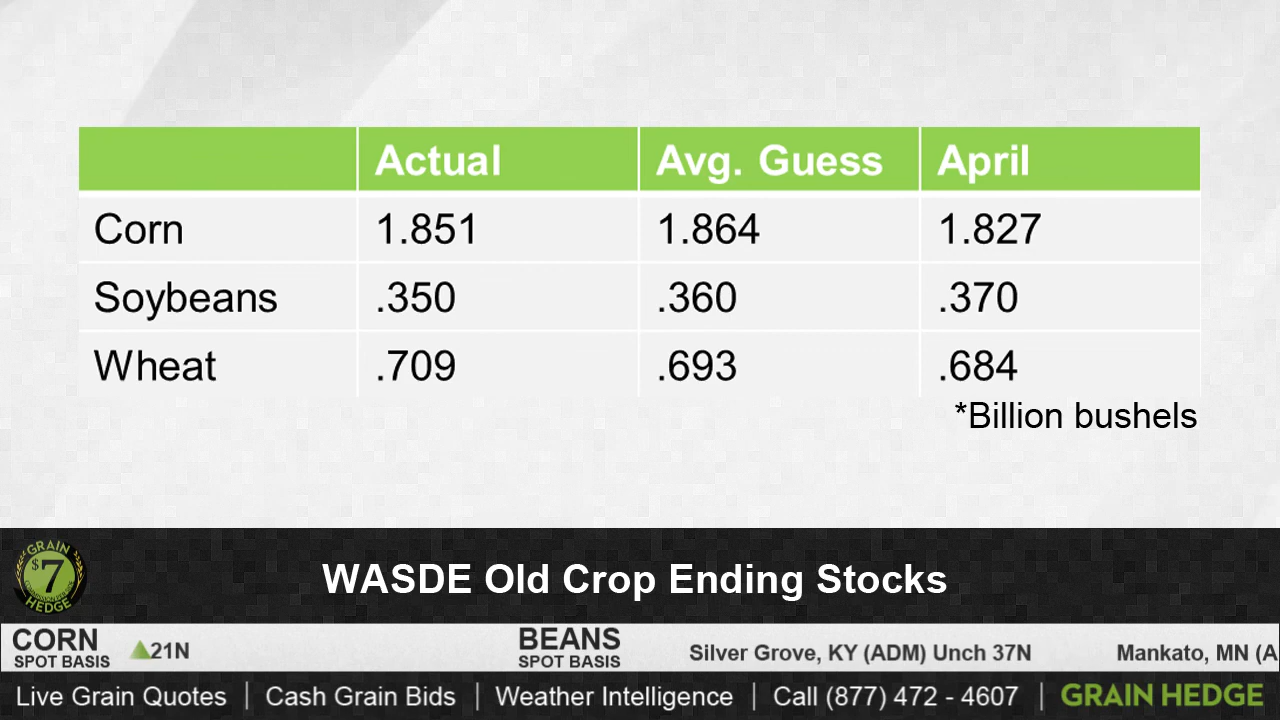 Actual Avg. Guess April
Corn 1.851 1.864 1.827
Soybeans .350 .360 .370
Wheat .709 .693 .684
*Billion bushels
GRAIN
$7
HEDGE
WASDE Old Crop Ending Stocks
CORN
SPOT BASIS
▲21N
BEANS
SPOT BASIS
Silver Grove, KY (ADM) Unch 37N Mankato, MN (A
Live Grain Quotes | Cash Grain Bids | Weather Intelligence | Call (877) 472 - 4607 | GRAIN HEDGE